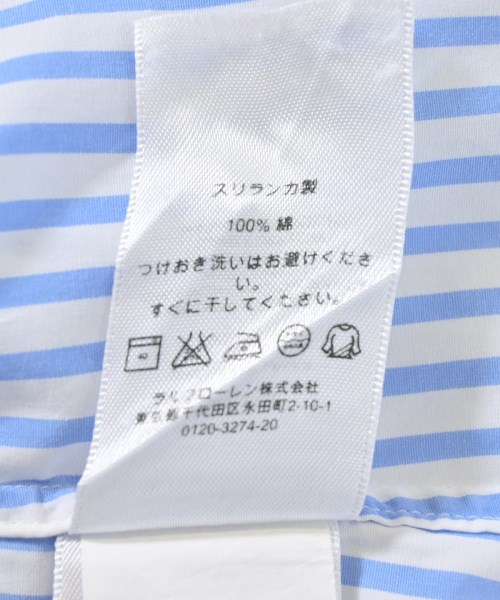 スリランカ製
100% 綿
つけおき洗いはお避けくださ
い。
すぐに干してください。
40
ラルフローレン株式会社
東京都千代田区永田町2-10-1
0120-3274-20